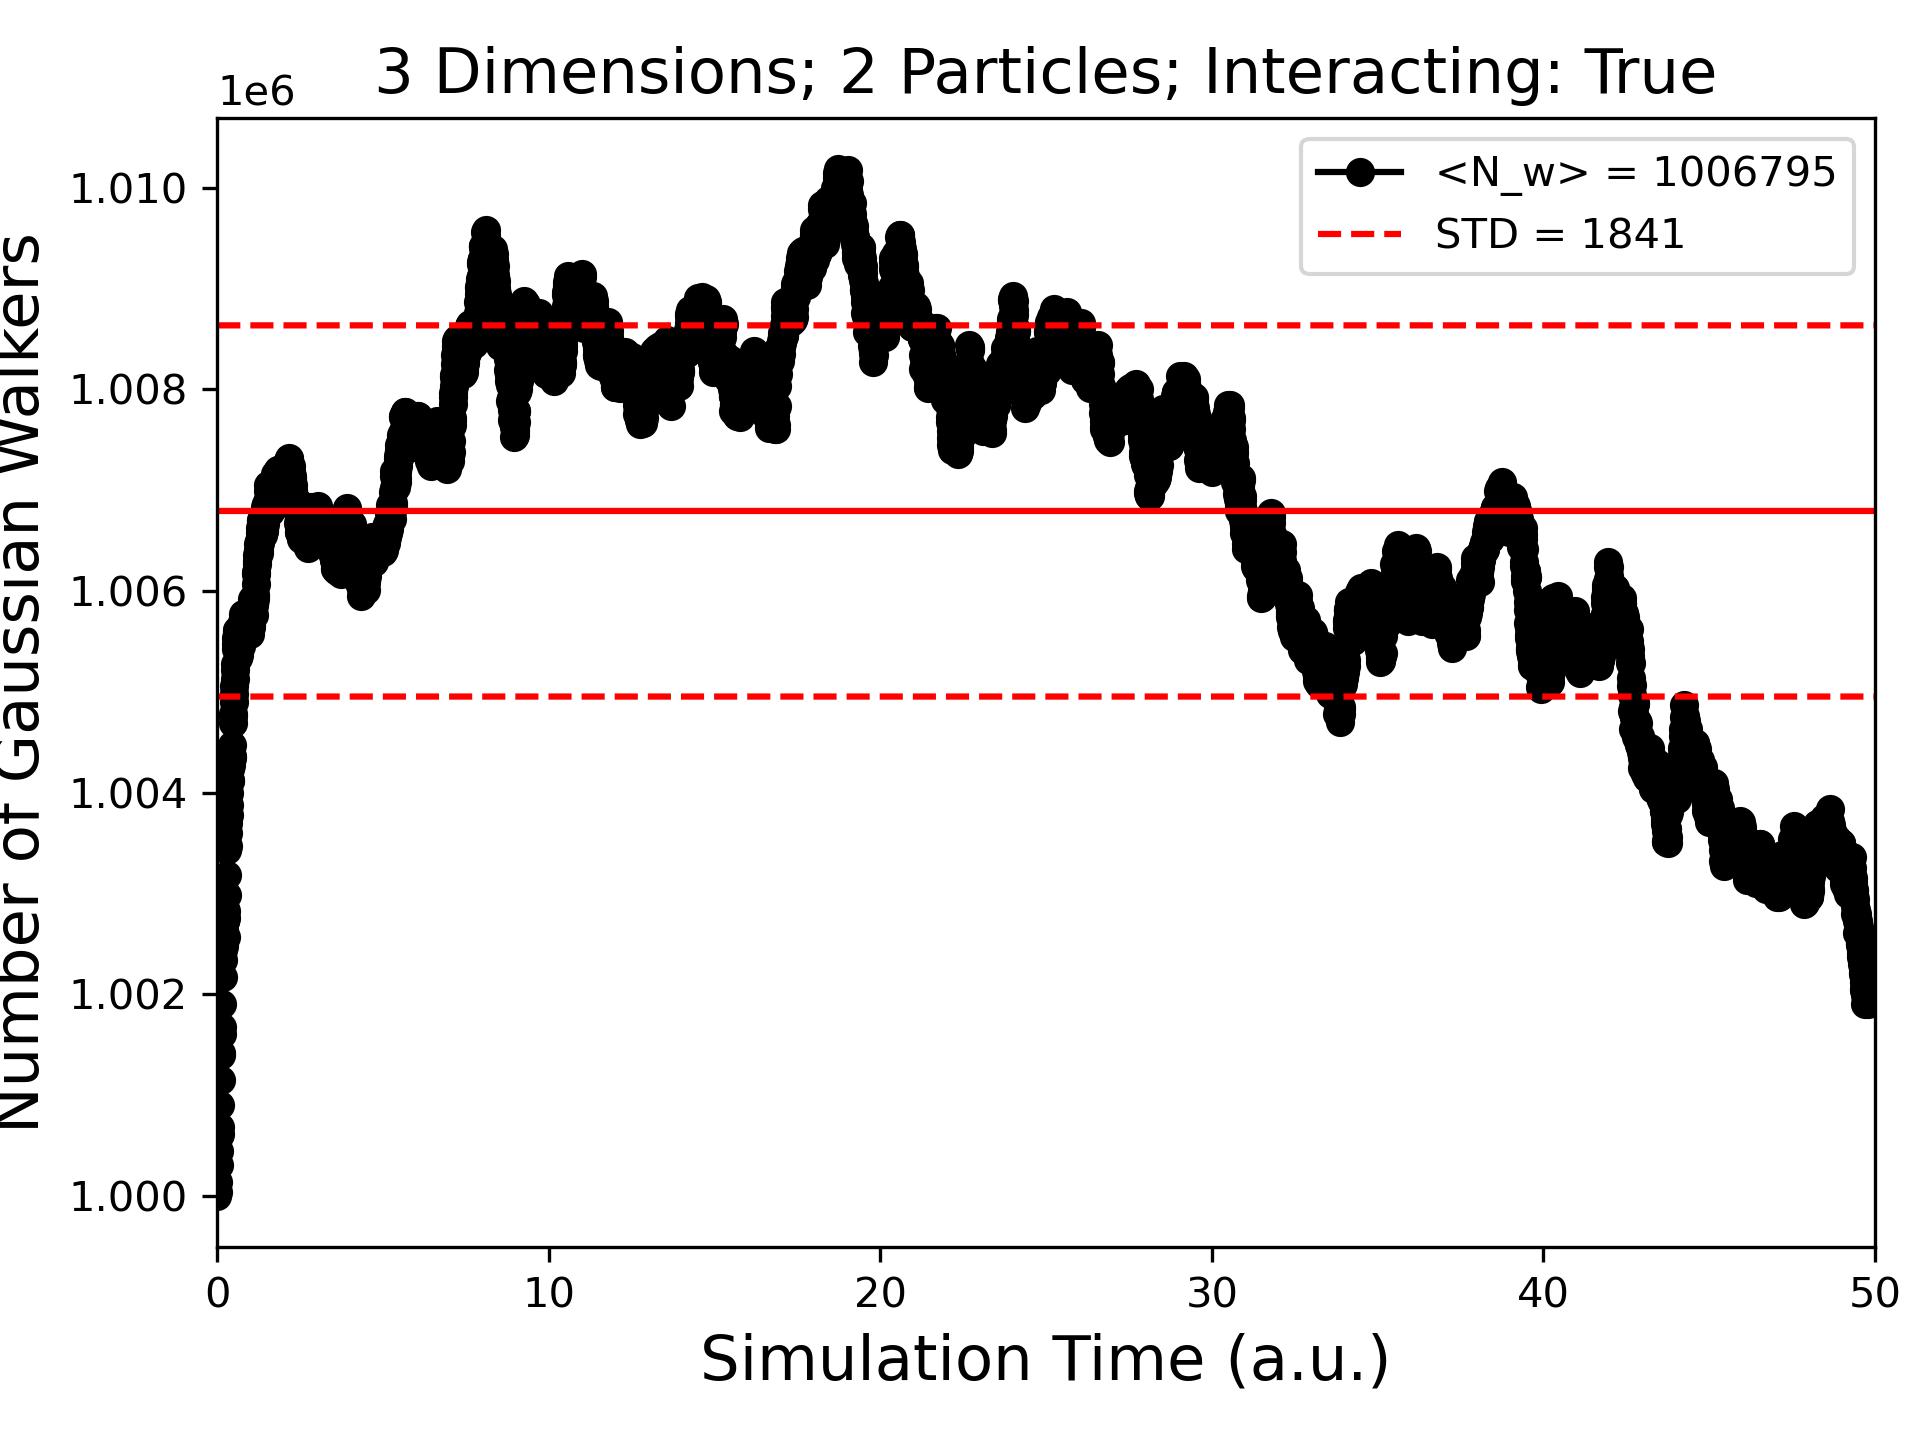 3 Dimensions; 2 Particles; Interacting: True
1e6
<N_w> = 1006795
STD = 1841
Number of Gaussian Walkers
1.010
1.008
1.006
1.004
1.002
1.000
0 10 20 30 40 50
Simulation Time (a.u.)